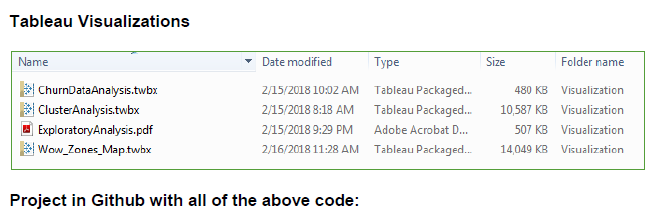 Tableau Visualizations
Name Date modified Type Size Folder name
ChurnDataAnalysis.twbx 2/15/2018 10:02 AM Tableau Packaged... 480 KB Visualization
ClusterAnalysis.twbx 2/15/2018 8:18 AM Tableau Packaged... 10,587 KB Visualization
ExploratoryAnalysis.pdf 2/15/2018 9:29 PM Adobe Acrobat D... 507 KB Visualization
Wow_Zones_Map.twbx 2/16/2018 11:28 AM Tableau Packaged... 14,049 KB Visualization
Project in Github with all of the above code: